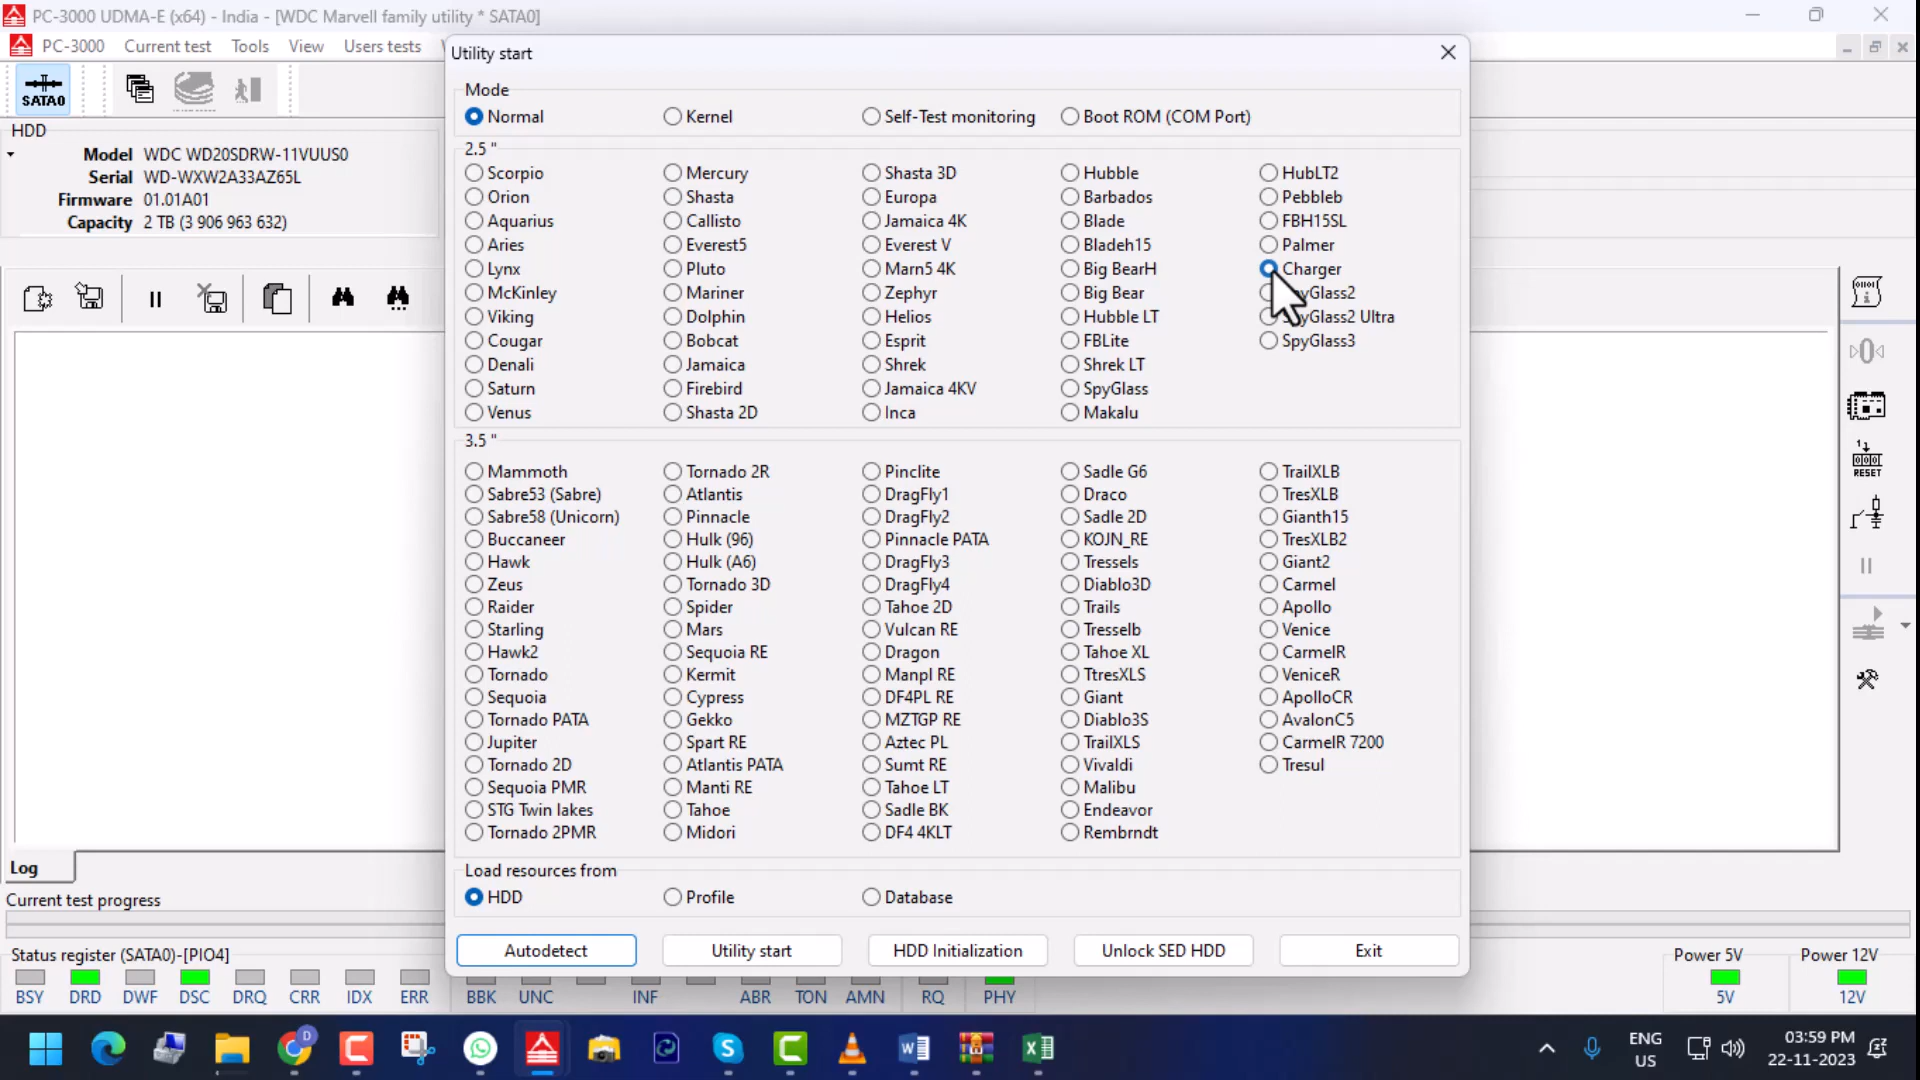 PC-3000 UDMA-E (x64) - India - [WDC Marvell family utility * SATA0]
PC-3000 Current test Tools View Users tests
SATA0
HDD
Model WDC WD20SDRW-11VUUS0
Serial WD-WXW2A33AZ65L
Firmware 01.01A01
Capacity 2 TB (3 906 963 632)
Utility start
Mode
Normal Kernel Self-Test monitoring Boot ROM (COM Port)
2.5 "
Scorpio Mercury Shasta 3D Hubble HubLT2
Orion Shasta Europa Barbados Pebbleb
Aquarius Callisto Jamaica 4K Blade FBH15SL
Aries Everest5 Everest V Bladeh15 Palmer
Lynx Pluto Marn5 4K Big BearH Charger
McKinley Mariner Zephyr Big Bear yGlass2
Viking Dolphin Helios Hubble LT yGlass2 Ultra
Cougar Bobcat Esprit FBLite SpyGlass3
Denali Jamaica Shrek Shrek LT
Saturn Firebird Jamaica 4KV SpyGlass
Venus Shasta 2D Inca Makalu
3.5 "
Mammoth Tornado 2R Pinclite Sadle G6 TrailXLB
Sabre53 (Sabre) Atlantis DragFly1 Draco TresXLB
Sabre58 (Unicorn) Pinnacle DragFly2 Sadle 2D Gianth15
Buccaneer Hulk (96) Pinnacle PATA KOJN_RE TresXLB2
Hawk Hulk (A6) DragFly3 Tressels Giant2
Zeus Tornado 3D DragFly4 Diablo3D Carmel
Raider Spider Tahoe 2D Trails Apollo
Starling Mars Vulcan RE Tresselb Venice
Hawk2 Sequoia RE Dragon Tahoe XL CarmelR
Tornado Kermit Manpl RE TtresXLS VeniceR
Sequoia Cypress DF4PL RE Giant ApolloCR
Tornado PATA Gekko MZTGP RE Diablo3S AvalonC5
Jupiter Spart RE Aztec PL TrailXLS CarmelR 7200
Tornado 2D Atlantis PATA Sumt RE Vivaldi Tresul
Sequoia PMR Manti RE Tahoe LT Malibu
STG Twin lakes Tahoe Sadle BK Endeavor
Tornado 2PMR Midori DF4 4KLT Rembrndt
Load resources from
HDD Profile Database
Autodetect Utility start HDD Initialization Unlock SED HDD Exit
RESET
Log
Current test progress
Status register (SATA0)-[PIO4] Power 5V Power 12V
BSY DRD DWF DSC DRQ CRR IDX ERR BBK UNC INF ABR TON AMN RQ PHY 5V 12V
ENG
US
03:59 PM
22-11-2023